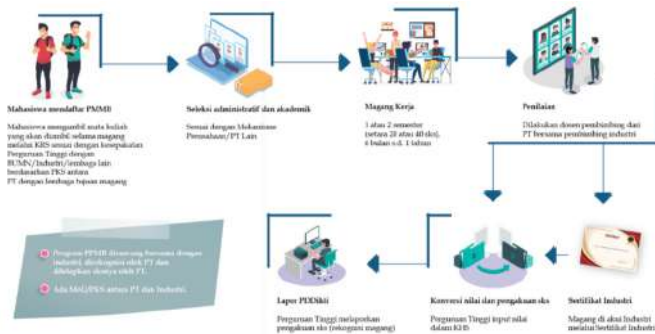 Mahasiswa mendaftar PMMB
Mahasiswa mengambil mata kuliah
yang akan diambil selama magang
melalui KRS sesuai dengan kesepakatan
Perguruan Tinggi dengan
BUMN/Industri/lembaga lain
berdasarkan PKS antara
PT dengan lembaga tujuan magang
Seleksi administratif dan akademik
Sesuai dengan Mekanisme
Perusahaan/PT Lain
Magang Kerja
1 atau 2 semester
(setara 20 atau 40 sks),
6 bulan s.d. 1 tahun
Penilaian
Dilakukan dosen pembimbing dari
PT bersama pembimbing industri
Program PPMB dirancang bersama dengan
industri, direkognisi oleh PT dan
ditetapkan oleh PT.
Ada MoU/PKS antara PT dan Industri.
Lapor PDDikti
Perguruan Tinggi melaporkan
pengakuan sks (rekognisi magang)
Konversi nilai dan pengakuan sks
Perguruan Tinggi input nilai
dalam KHS
Sertifikat Industri
Magang di akui Industri
melalui Sertifikat Industri